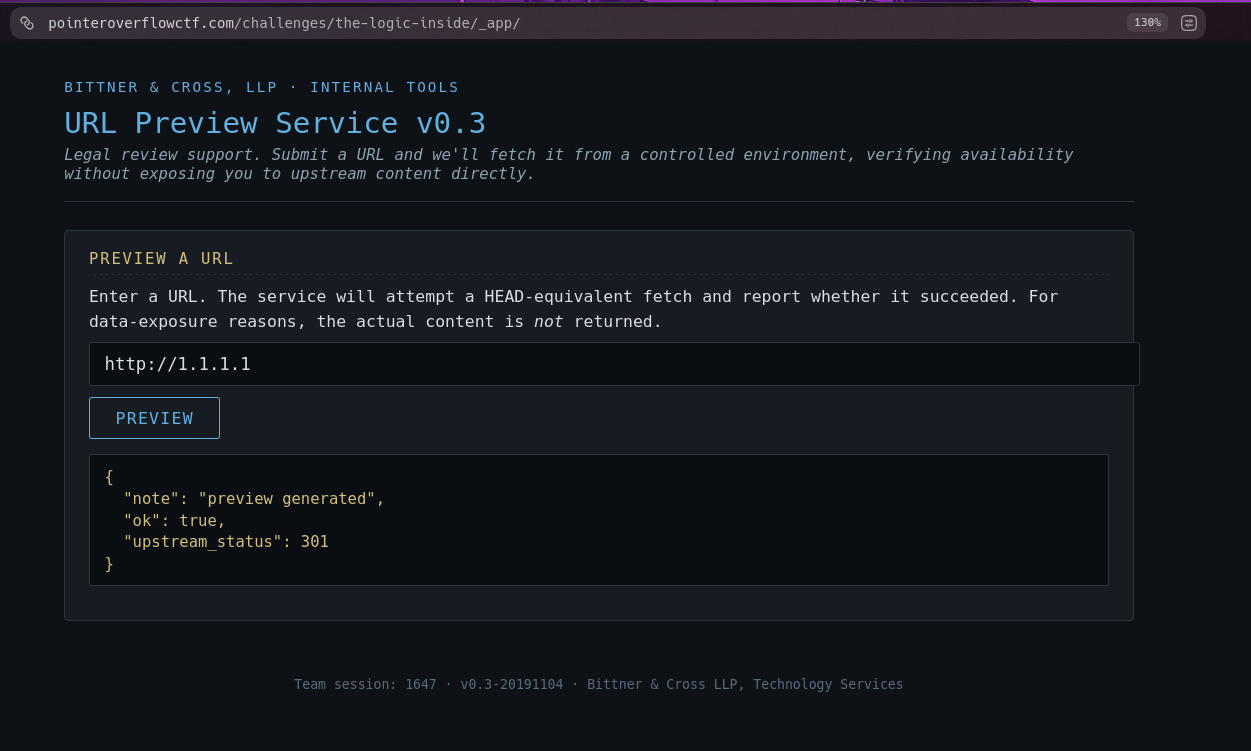 pointeroverflowctf.com/challenges/the-logic-inside/_app/
130%
BITTNER & CROSS, LLP · INTERNAL TOOLS
URL Preview Service v0.3
Legal review support. Submit a URL and we'll fetch it from a controlled environment, verifying availability
without exposing you to upstream content directly.
PREVIEW A URL
Enter a URL. The service will attempt a HEAD-equivalent fetch and report whether it succeeded. For
data-exposure reasons, the actual content is not returned.
http://1.1.1.1
PREVIEW
{
  "note": "preview generated",
  "ok": true,
  "upstream_status": 301
}
Team session: 1647 · v0.3-20191104 · Bittner & Cross LLP, Technology Services